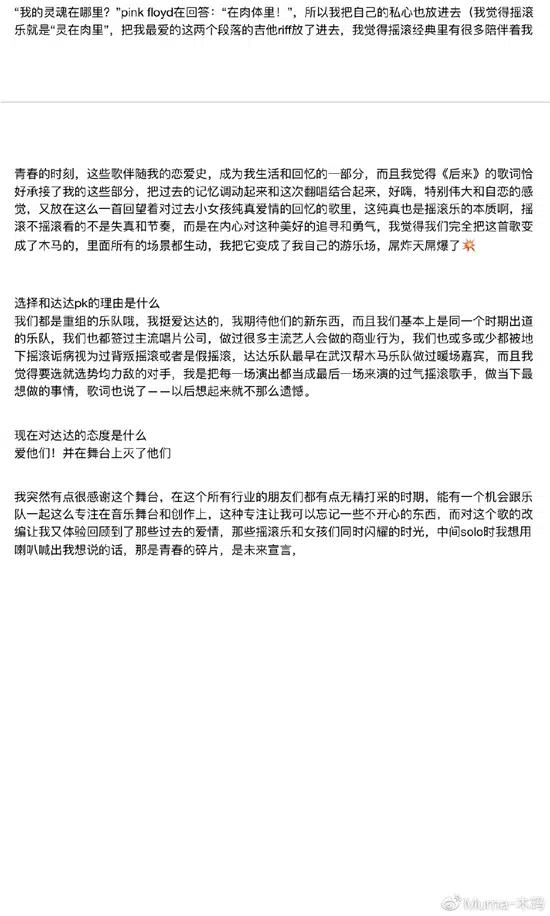 “我的灵魂在哪里？”pink floyd在回答：“在肉体里！”，所以我把自己的私心也放进去（我觉得摇滚
乐就是“灵在肉里”，把我最爱的这两个段落的吉他riff放了进去，我觉得摇滚经典里有很多陪伴着我
青春的时刻，这些歌伴随我的恋爱史，成为我生活和回忆的一部分，而且我觉得《后来》的歌词恰
好承接了我的这些部分，把过去的记忆调动起来和这次翻唱结合起来，好嗨，特别伟大和自恋的感
觉，又放在这么一首回望着对过去小女孩纯真爱情的回忆的歌里，这纯真也是摇滚乐的本质啊，摇
滚不摇滚看的不是失真和节奏，而是在内心对这种美好的追寻和勇气，我觉得我们完全把这首歌变
成了木马的，里面所有的场景都生动，我把它变成了我自己的游乐场，屌炸天屌爆了💥
选择和达达pk的理由是什么
我们都是重组的乐队哦，我挺爱达达的，我期待他们的新东西，而且我们基本上是同一个时期出道
的乐队，我们也都签过主流唱片公司，做过很多主流艺人会做的商业行为，我们也或多或少都被地
下摇滚诟病视为过背叛摇滚或者是假摇滚，达达乐队最早在武汉帮木马乐队做过暖场嘉宾，而且我
觉得要选就选势均力敌的对手，我是把每一场演出都当成最后一场来演的过气摇滚歌手，做当下最
想做的事情，歌词也说了——以后想起来就不那么遗憾。
现在对达达的态度是什么
爱他们！并在舞台上灭了他们
我突然有点很感谢这个舞台，在这个所有行业的朋友们都有点无精打采的时期，能有一个机会跟乐
队一起这么专注在音乐舞台和创作上，这种专注让我可以忘记一些不开心的东西，而对这个歌的改
编让我又体验回顾到了那些过去的爱情，那些摇滚乐和女孩们同时闪耀的时光，中间solo时我想用
喇叭喊出我想说的话，那是青春的碎片，是未来宣言，
Muma-木玛